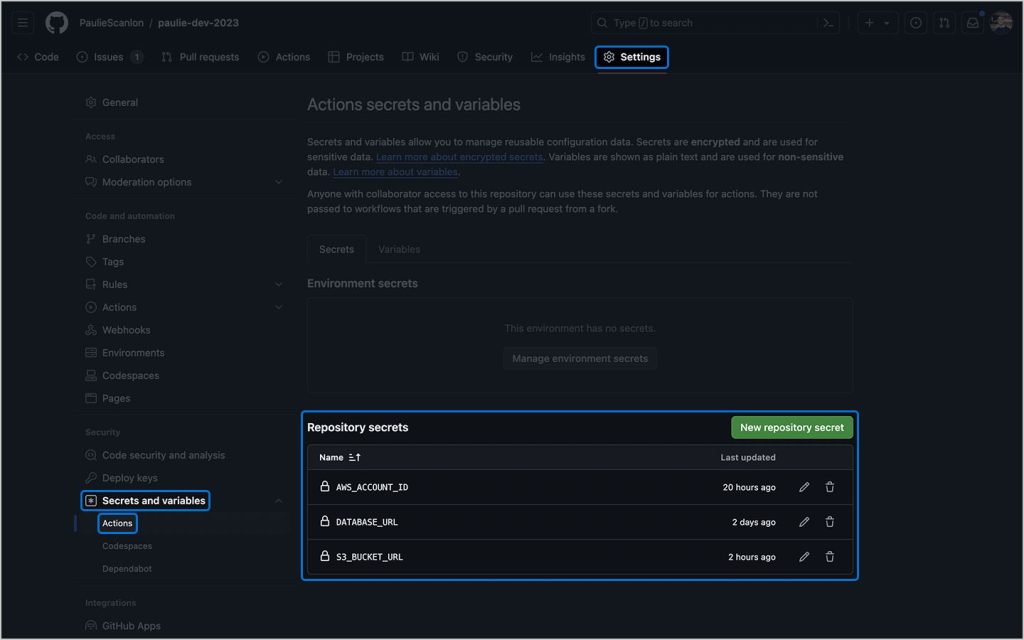 PaulieScanlon / paulie-dev-2023
Type / to search
Code
Issues 1
Pull requests
Actions
Projects
Wiki
Security
Insights
Settings
General
Access
Collaborators
Moderation options
Code and automation
Branches
Tags
Rules
Actions
Webhooks
Environments
Codespaces
Pages
Security
Code security and analysis
Deploy keys
Secrets and variables
Actions
Codespaces
Dependabot
Integrations
GitHub Apps
Actions secrets and variables
Secrets and variables allow you to manage reusable configuration data. Secrets are encrypted and are used for
sensitive data. Learn more about encrypted secrets. Variables are shown as plain text and are used for non-sensitive
data. Learn more about variables.
Anyone with collaborator access to this repository can use these secrets and variables for actions. They are not
passed to workflows that are triggered by a pull request from a fork.
Secrets
Variables
Environment secrets
This environment has no secrets.
Manage environment secrets
Repository secrets
New repository secret
Name Last updated
AWS_ACCOUNT_ID 20 hours ago
DATABASE_URL 2 days ago
S3_BUCKET_URL 2 hours ago